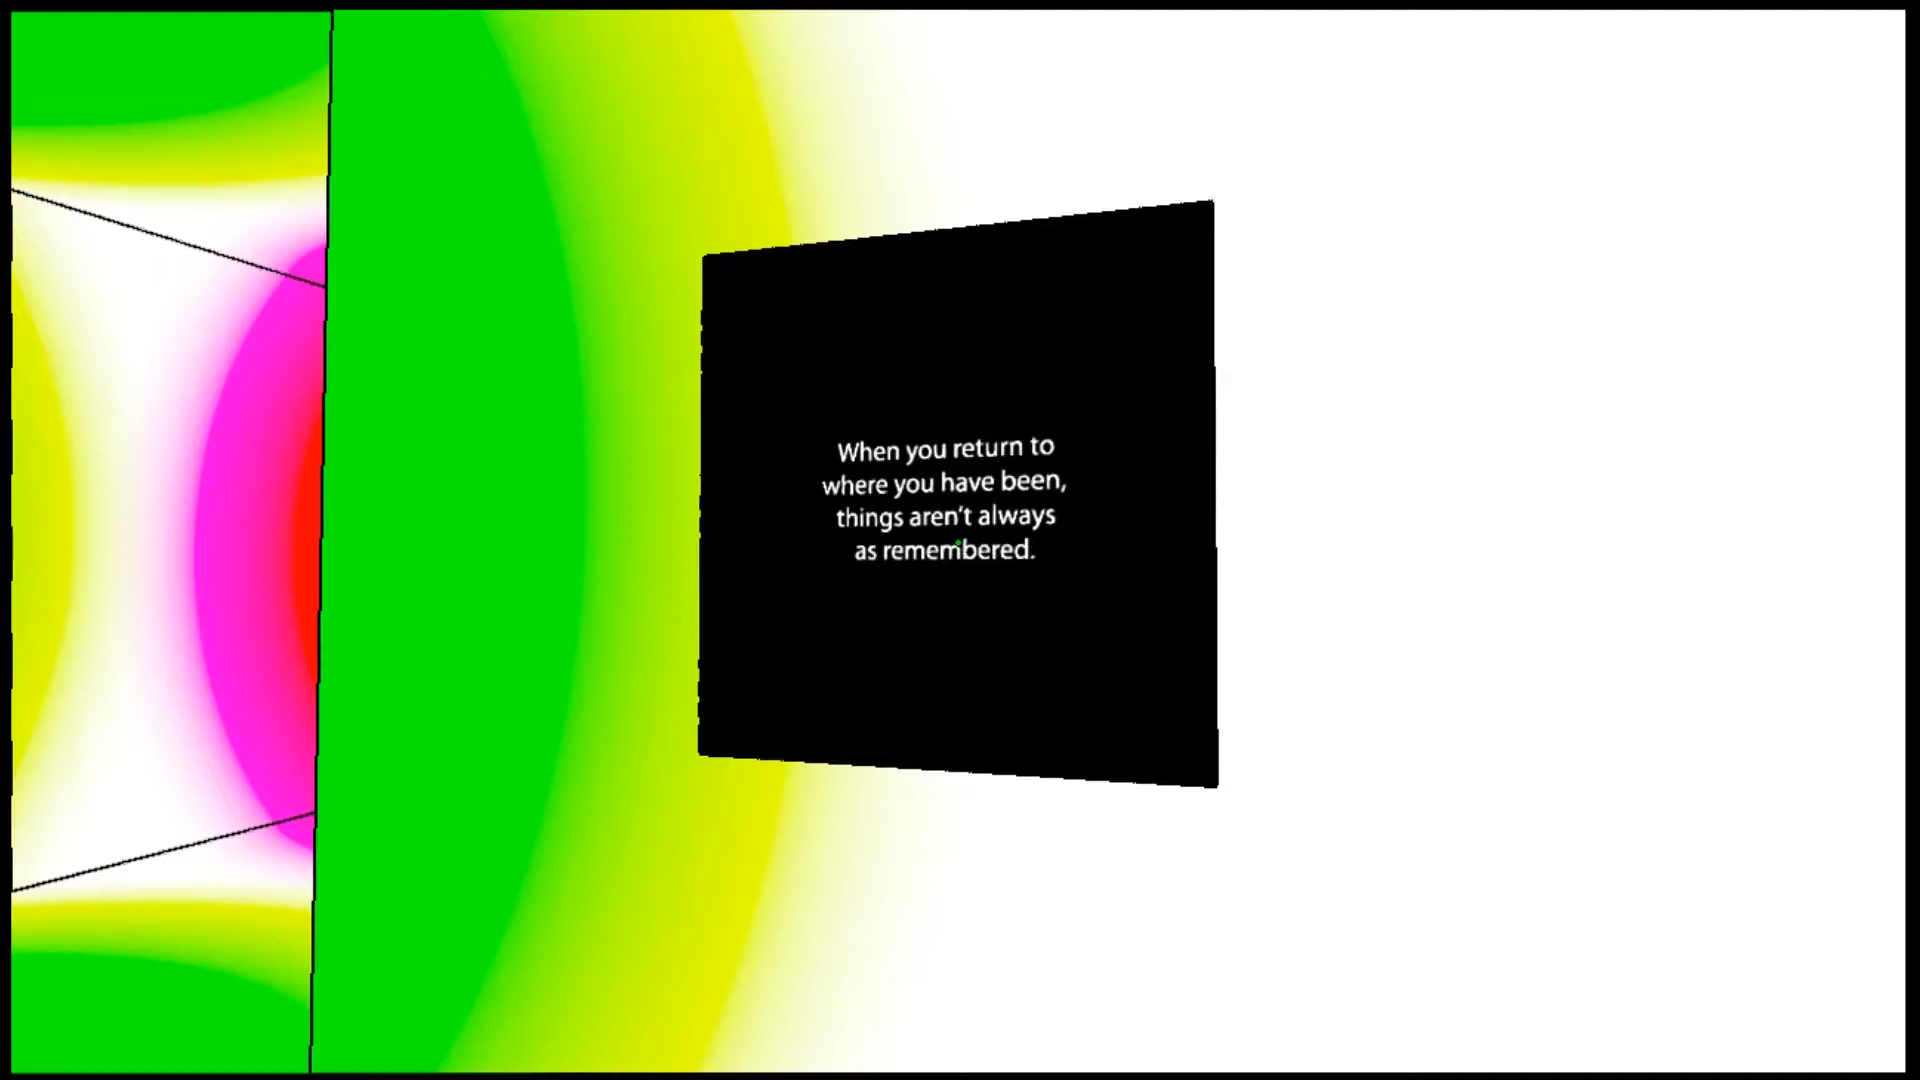 When you return to
where you have been,
things aren't always
as remembered.